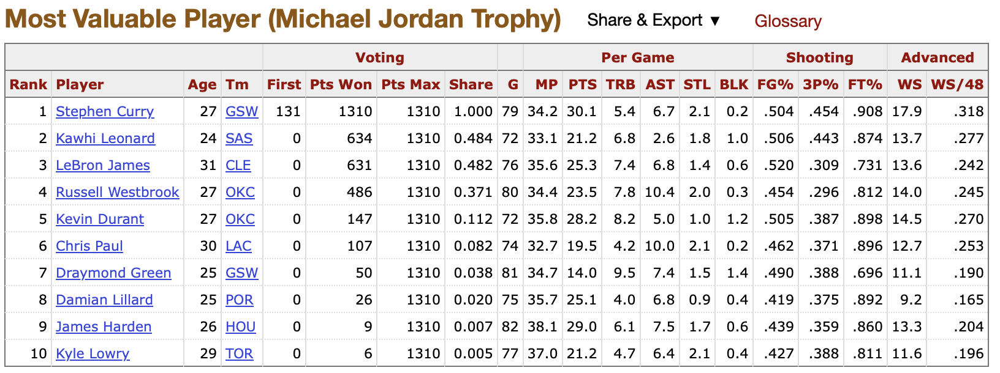 Most Valuable Player (Michael Jordan Trophy) Share & Export ▼ Glossary
Voting Per Game Shooting Advanced
Rank Player Age Tm First Pts Won Pts Max Share G MP PTS TRB AST STL BLK FG% 3P% FT% WS WS/48
1 Stephen Curry 27 GSW 131 1310 1310 1.000 79 34.2 30.1 5.4 6.7 2.1 0.2 .504 .454 .908 17.9 .318
2 Kawhi Leonard 24 SAS 0 634 1310 0.484 72 33.1 21.2 6.8 2.6 1.8 1.0 .506 .443 .874 13.7 .277
3 LeBron James 31 CLE 0 631 1310 0.482 76 35.6 25.3 7.4 6.8 1.4 0.6 .520 .309 .731 13.6 .242
4 Russell Westbrook 27 OKC 0 486 1310 0.371 80 34.4 23.5 7.8 10.4 2.0 0.3 .454 .296 .812 14.0 .245
5 Kevin Durant 27 OKC 0 147 1310 0.112 72 35.8 28.2 8.2 5.0 1.0 1.2 .505 .387 .898 14.5 .270
6 Chris Paul 30 LAC 0 107 1310 0.082 74 32.7 19.5 4.2 10.0 2.1 0.2 .462 .371 .896 12.7 .253
7 Draymond Green 25 GSW 0 50 1310 0.038 81 34.7 14.0 9.5 7.4 1.5 1.4 .490 .388 .696 11.1 .190
8 Damian Lillard 25 POR 0 26 1310 0.020 75 35.7 25.1 4.0 6.8 0.9 0.4 .419 .375 .892 9.2 .165
9 James Harden 26 HOU 0 9 1310 0.007 82 38.1 29.0 6.1 7.5 1.7 0.6 .439 .359 .860 13.3 .204
10 Kyle Lowry 29 TOR 0 6 1310 0.005 77 37.0 21.2 4.7 6.4 2.1 0.4 .427 .388 .811 11.6 .196